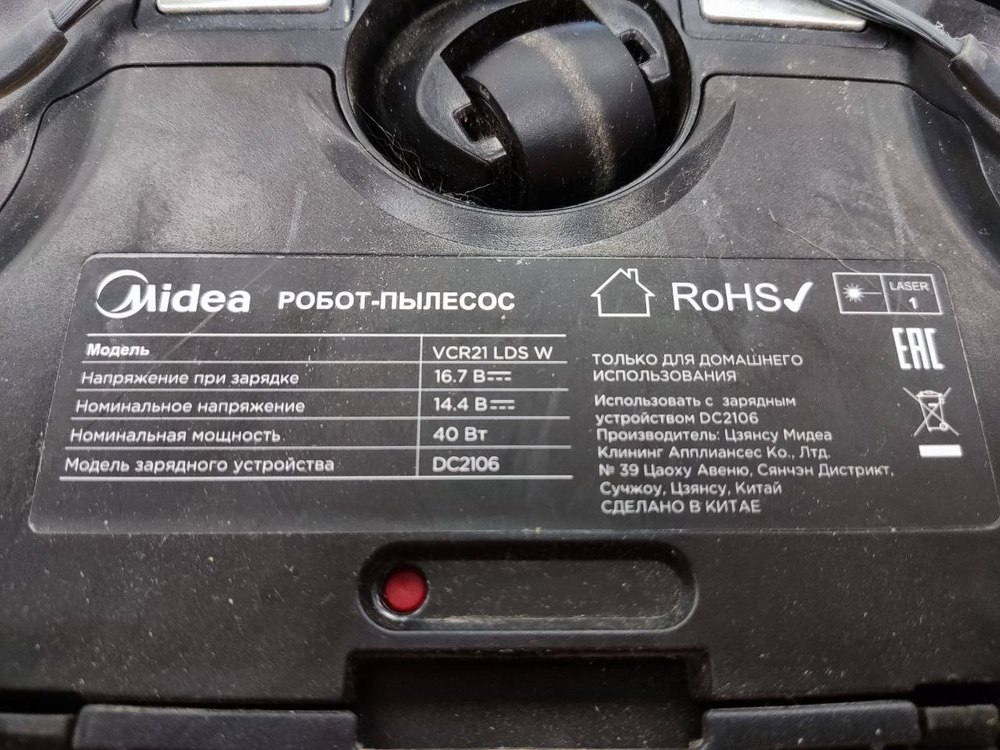 Midea РОБОТ-ПЫЛЕСОС
RoHS
LASER
1
Модель VCR21 LDS W
Напряжение при зарядке 16.7 В
Номинальное напряжение 14.4 В
Номинальная мощность 40 Вт
Модель зарядного устройства DC2106
EAC
ТОЛЬКО ДЛЯ ДОМАШНЕГО
ИСПОЛЬЗОВАНИЯ
Использовать с зарядным
устройством DC2106
Производитель: Цзянсу Мидеа
Клининг Апплиансес Ко., Лтд.
№ 39 Цаоху Авеню, Сянчэн Дистрикт,
Сучжоу, Цзянсу, Китай
СДЕЛАНО В КИТАЕ